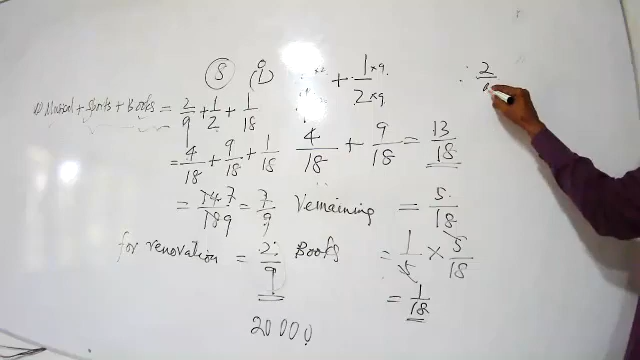 5 i + 1×9 / 2×9 ∴ 2/
Musical + Sports + Books = 2/9 + 1/2 + 1/18
= 4/18 + 9/18 + 1/18 4/18 + 9/18 = 13/18
= 14 7/18 9 = 7/9 Remaining = 5/18
for renovation = 2/9 Books = 1/5 × 5/18
= 1/18
20000